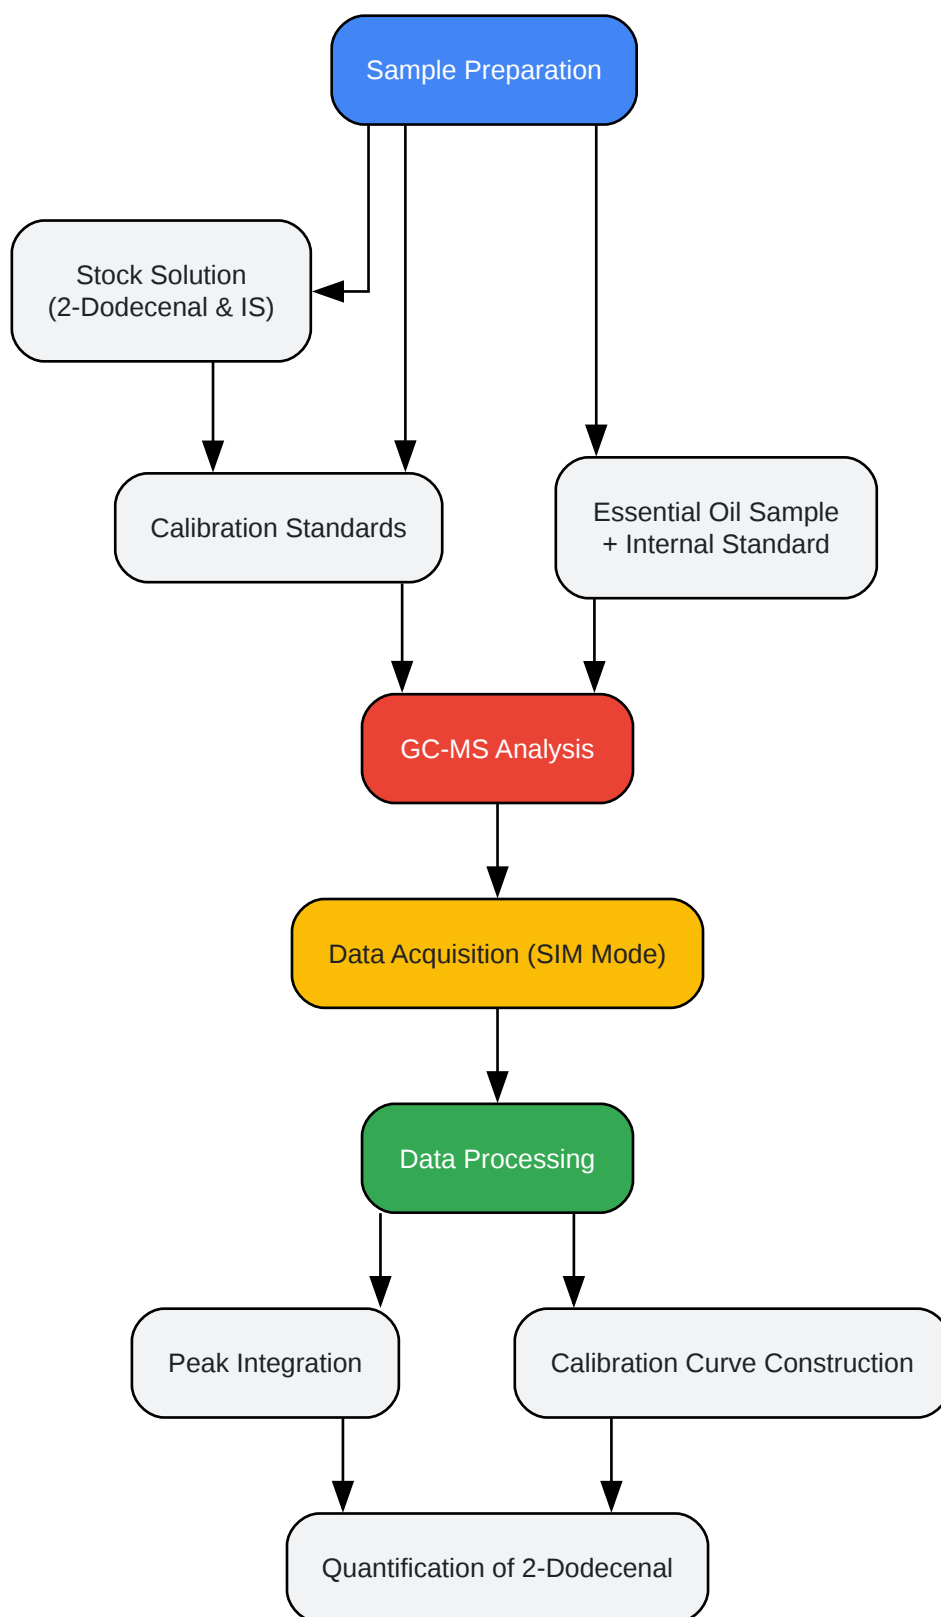 Sample Preparation
Stock Solution
(2-Dodecenal & IS)
Calibration Standards
Essential Oil Sample
+ Internal Standard
GC-MS Analysis
Data Acquisition (SIM Mode)
Data Processing
Peak Integration
Calibration Curve Construction
Quantification of 2-Dodecenal